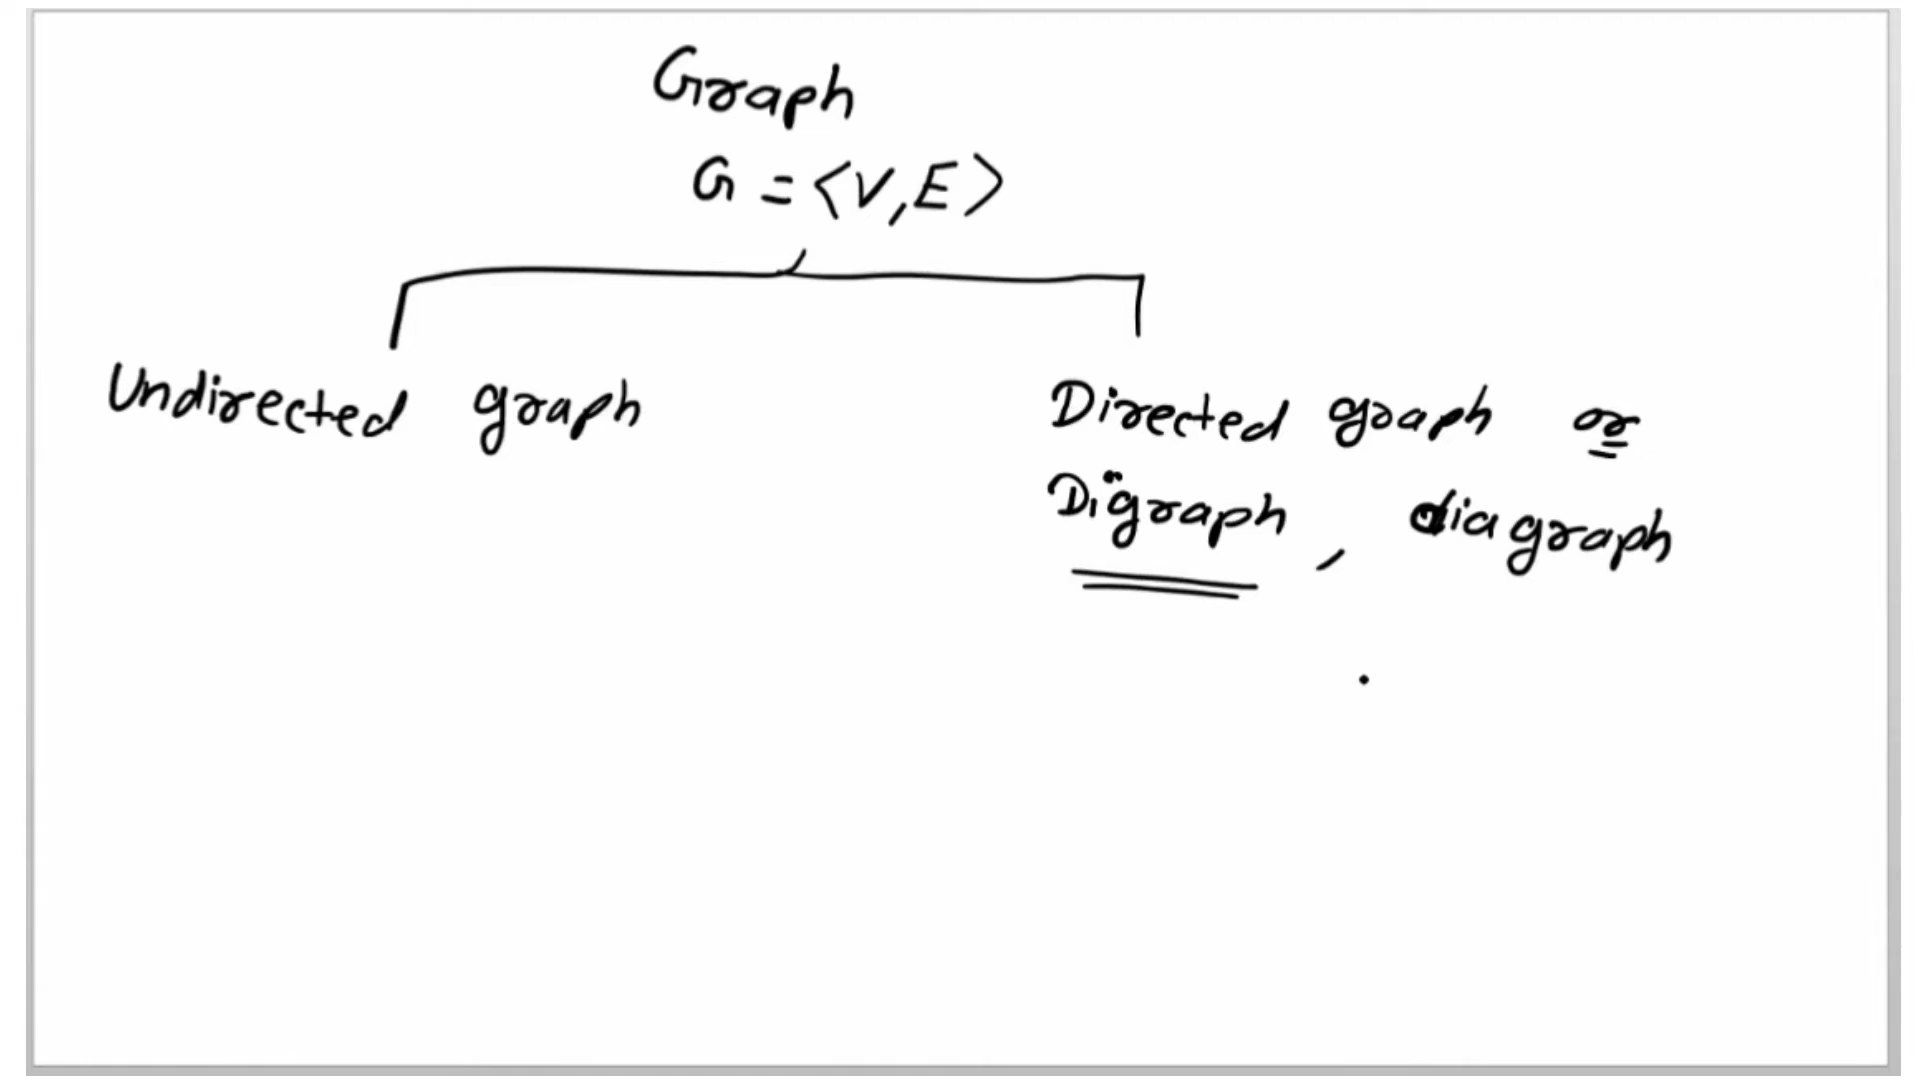 Graph
G = <V, E>
Undirected graph
Directed graph or
Digraph, diagraph